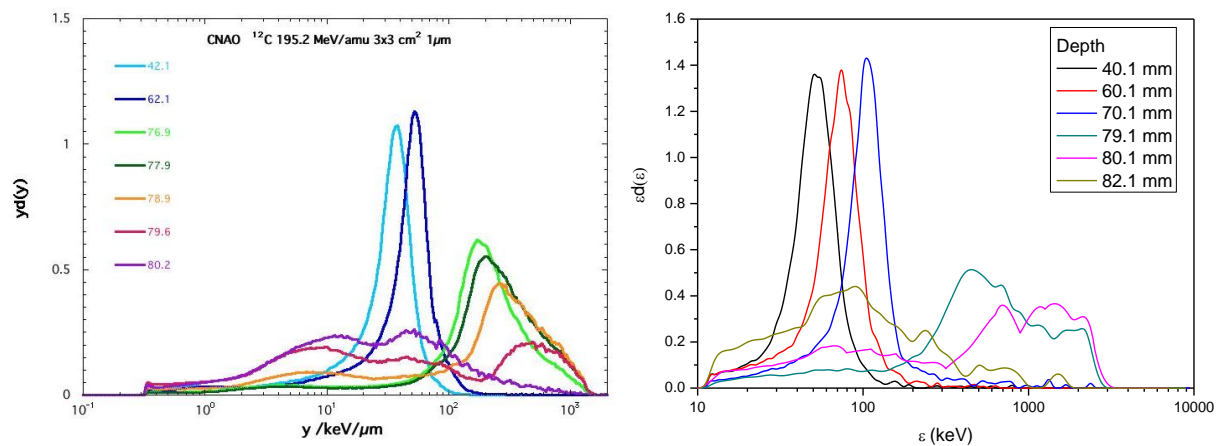 1.5
1
0.5
0
yd(y)
CNAO ¹²C 195.2 MeV/amu 3x3 cm² 1µm
42.1
62.1
76.9
77.9
78.9
79.6
80.2
10⁻¹ 10⁰ 10¹ 10² 10³
y /keV/µm
1.6
1.4
1.2
1.0
0.8
0.6
0.4
0.2
0.0
εd(ε)
Depth
40.1 mm
60.1 mm
70.1 mm
79.1 mm
80.1 mm
82.1 mm
10 100 1000 10000
ε (keV)